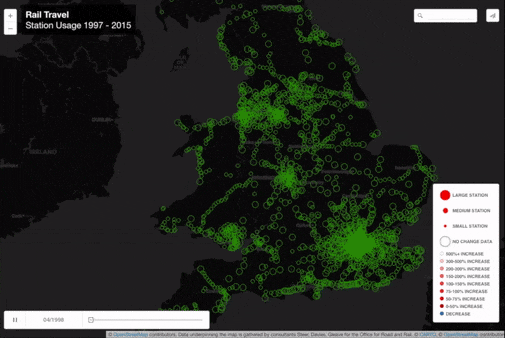 +
−
Rail Travel
Station Usage 1997 - 2015
DUBLIN
IRELAND
LARGE STATION
MEDIUM STATION
SMALL STATION
NO CHANGE DATA
500%+ INCREASE
300-500% INCREASE
200-300% INCREASE
150-200% INCREASE
100-150% INCREASE
75-100% INCREASE
50-75% INCREASE
0-50% INCREASE
DECREASE
04/1998
© OpenStreetMap contributors, Data underpinning the map is gathered by consultants Steer, Davies, Gleave for the Office for Road and Rail, © CARTO, © OpenStreetMap contributors